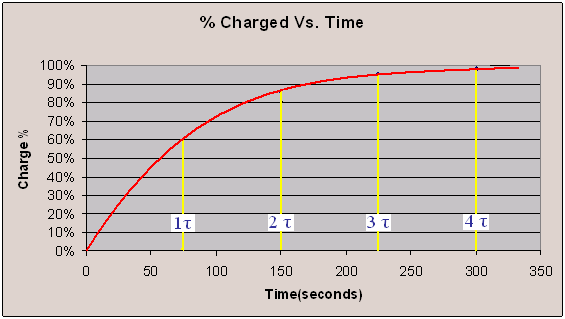 % Charged Vs. Time
100%
90%
80%
70%
60%
50%
40%
30%
20%
10%
0%
Charge %
1τ
2 τ
3 τ
4 τ
0 50 100 150 200 250 300 350
Time(seconds)